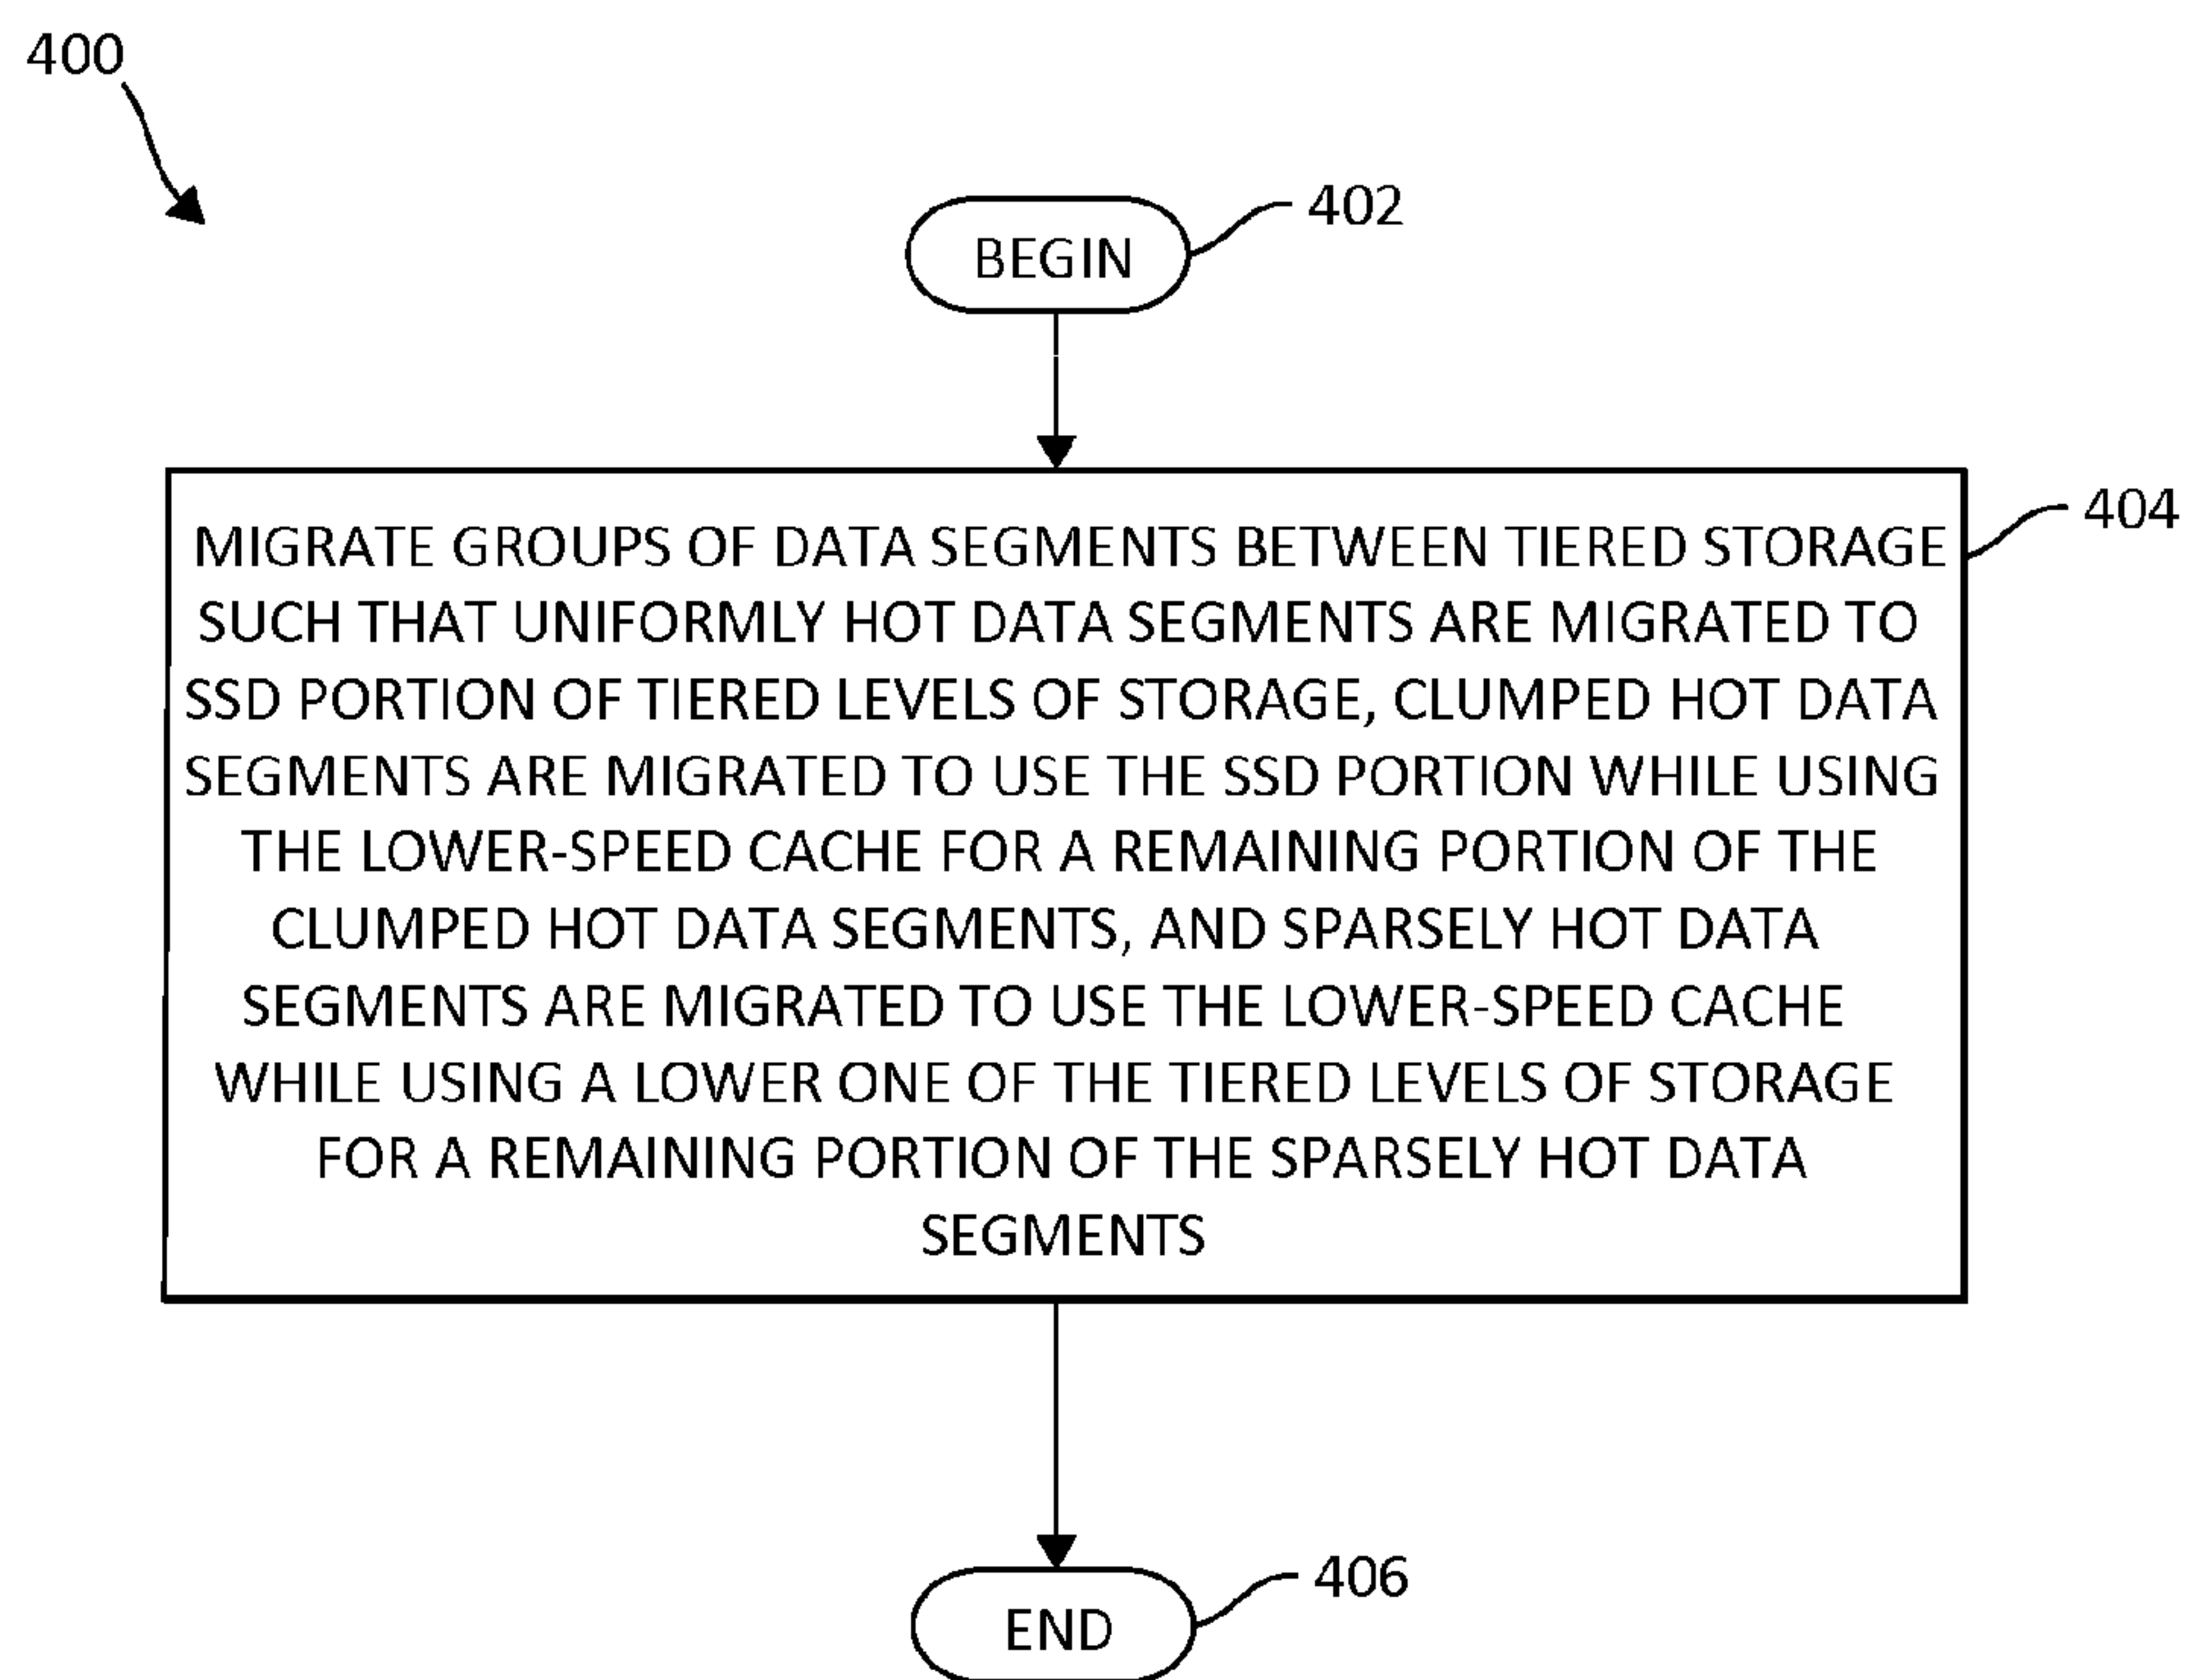 400
BEGIN
402
MIGRATE GROUPS OF DATA SEGMENTS BETWEEN TIERED STORAGE
SUCH THAT UNIFORMLY HOT DATA SEGMENTS ARE MIGRATED TO
SSD PORTION OF TIERED LEVELS OF STORAGE, CLUMPED HOT DATA
SEGMENTS ARE MIGRATED TO USE THE SSD PORTION WHILE USING
THE LOWER-SPEED CACHE FOR A REMAINING PORTION OF THE
CLUMPED HOT DATA SEGMENTS, AND SPARSELY HOT DATA
SEGMENTS ARE MIGRATED TO USE THE LOWER-SPEED CACHE
WHILE USING A LOWER ONE OF THE TIERED LEVELS OF STORAGE
FOR A REMAINING PORTION OF THE SPARSELY HOT DATA
SEGMENTS
404
END
406